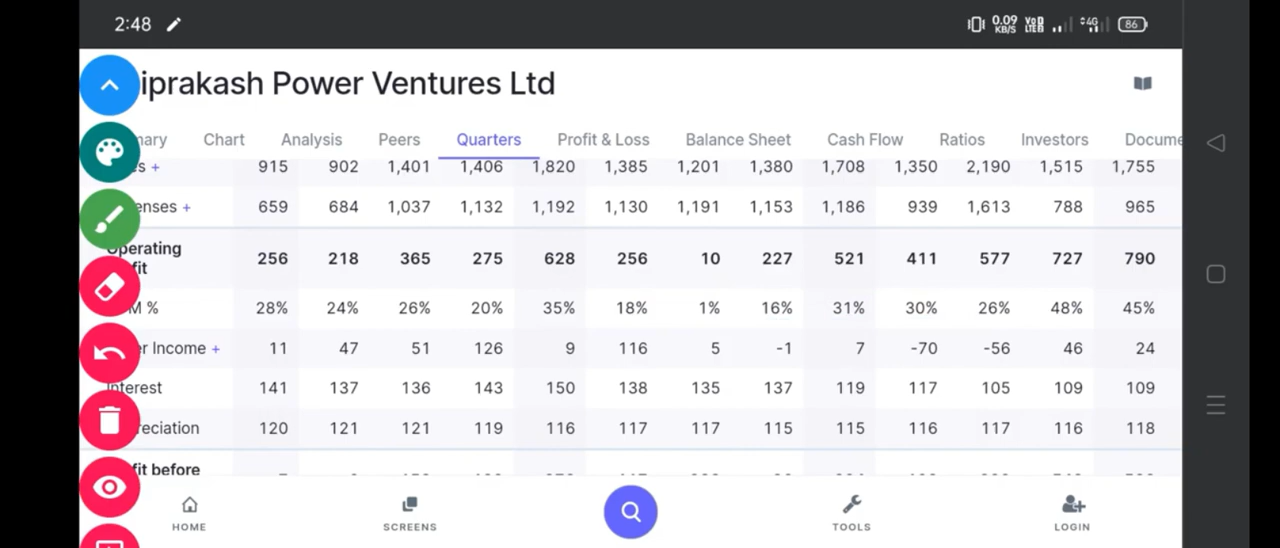 2:48 0.09 KB/S VoD LTE 4G 86
iprakash Power Ventures Ltd
Chart Analysis Peers Quarters Profit & Loss Balance Sheet Cash Flow Ratios Investors Docume
es + 915 902 1,401 1,406 1,820 1,385 1,201 1,380 1,708 1,350 2,190 1,515 1,755
enses + 659 684 1,037 1,132 1,192 1,130 1,191 1,153 1,186 939 1,613 788 965
Operating
fit 256 218 365 275 628 256 10 227 521 411 577 727 790
M % 28% 24% 26% 20% 35% 18% 1% 16% 31% 30% 26% 48% 45%
er Income + 11 47 51 126 9 116 5 -1 7 -70 -56 46 24
Interest 141 137 136 143 150 138 135 137 119 117 105 109 109
reciation 120 121 121 119 116 117 117 115 115 116 117 116 118
fit before
HOME SCREENS TOOLS LOGIN